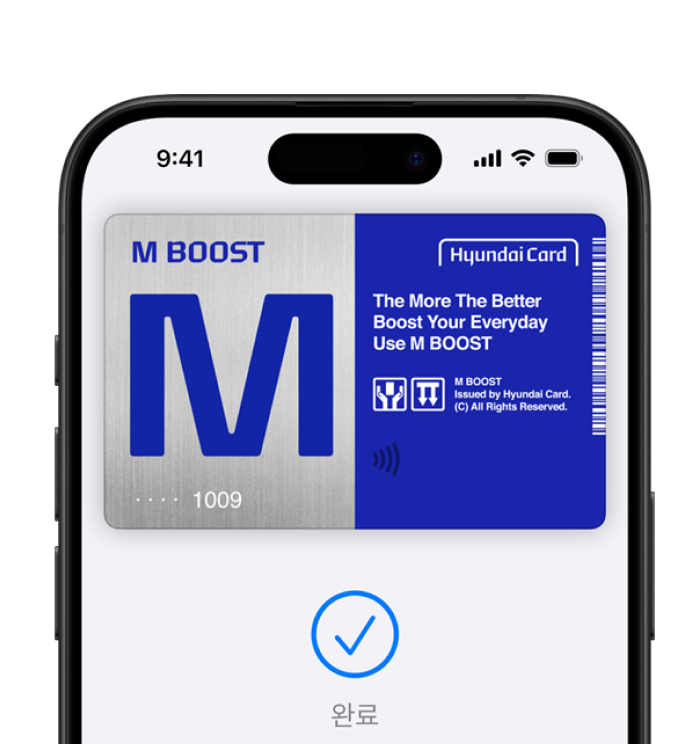 9:41
M BOOST
Hyundai Card
M
The More The Better
Boost Your Everyday
Use M BOOST
M BOOST
Issued by Hyundai Card.
(C) All Rights Reserved.
···· 1009
완료